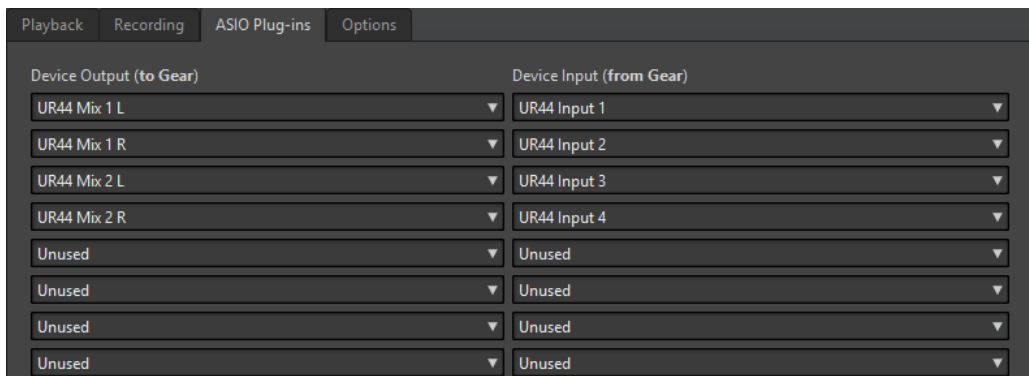 Playback Recording ASIO Plug-ins Options
Device Output (to Gear) Device Input (from Gear)
UR44 Mix 1 L UR44 Input 1
UR44 Mix 1 R UR44 Input 2
UR44 Mix 2 L UR44 Input 3
UR44 Mix 2 R UR44 Input 4
Unused Unused
Unused Unused
Unused Unused
Unused Unused